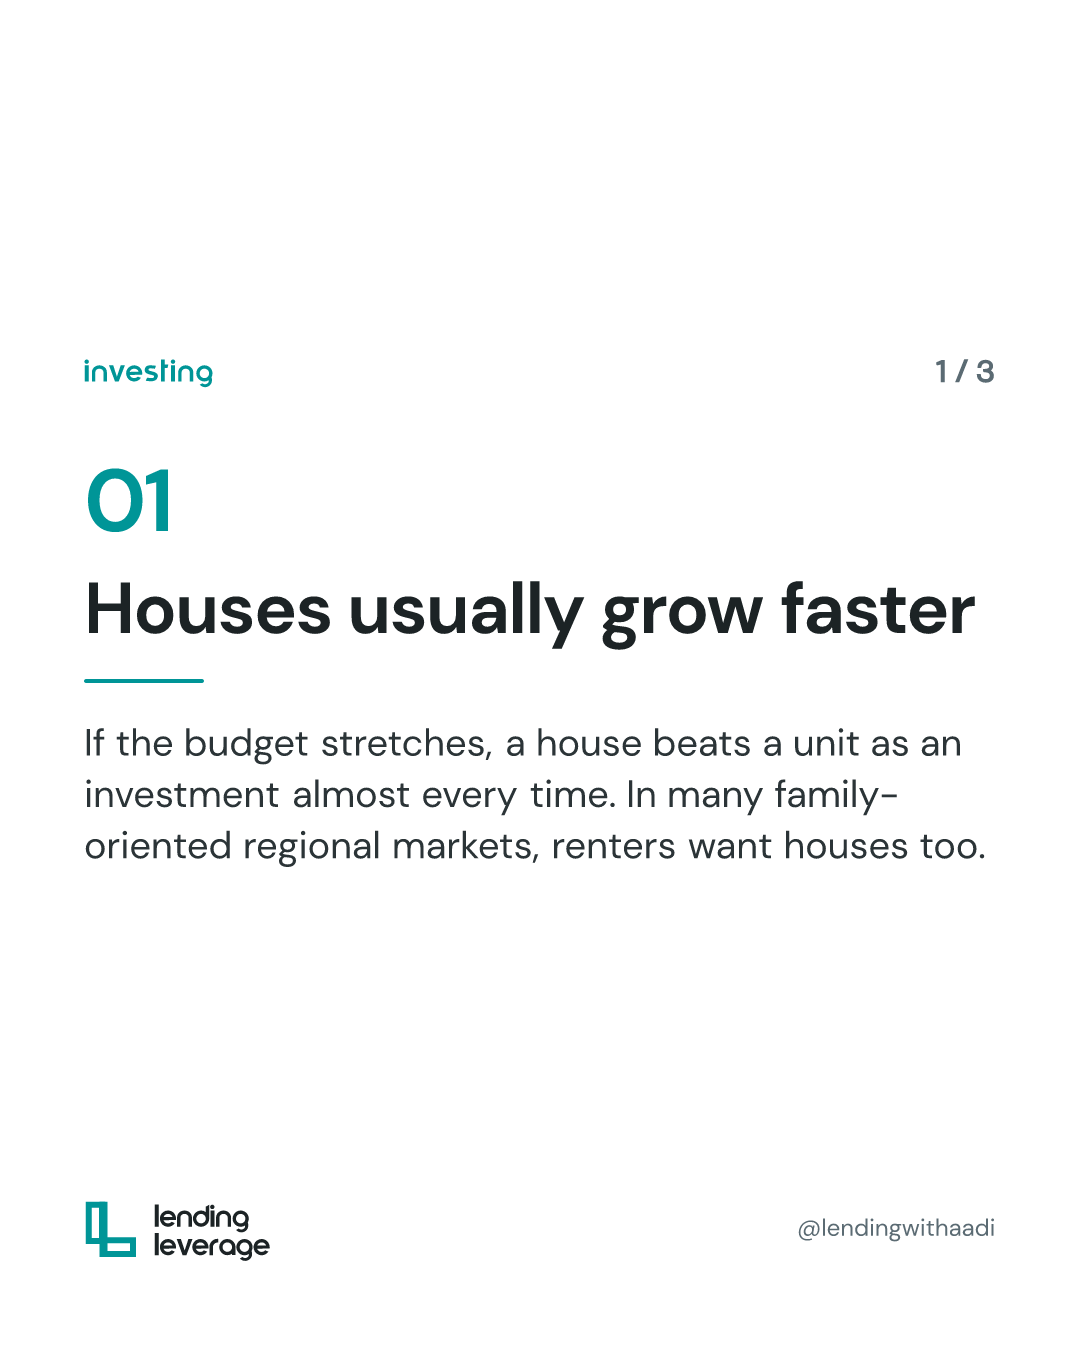 investing
1 / 3
01
Houses usually grow faster
If the budget stretches, a house beats a unit as an
investment almost every time. In many family-
oriented regional markets, renters want houses too.
lending
leverage
@lendingwithaadi